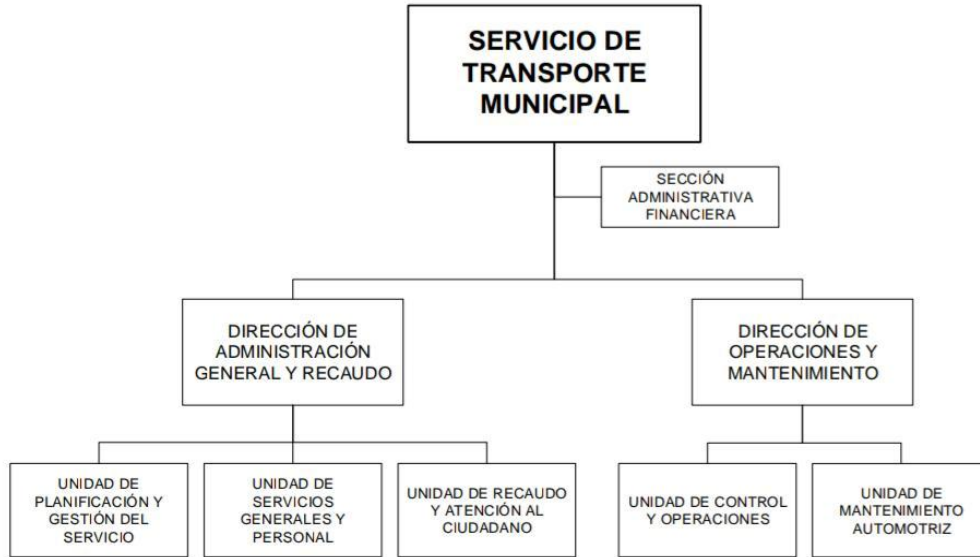 SERVICIO DE
TRANSPORTE
MUNICIPAL
SECCIÓN
ADMINISTRATIVA
FINANCIERA
DIRECCIÓN DE
ADMINISTRACIÓN
GENERAL Y RECAUDO
DIRECCIÓN DE
OPERACIONES Y
MANTENIMIENTO
UNIDAD DE
PLANIFICACIÓN Y
GESTIÓN DEL
SERVICIO
UNIDAD DE
SERVICIOS
GENERALES Y
PERSONAL
UNIDAD DE RECAUDO
Y ATENCIÓN AL
CIUDADANO
UNIDAD DE CONTROL
Y OPERACIONES
UNIDAD DE
MANTENIMIENTO
AUTOMOTRIZ